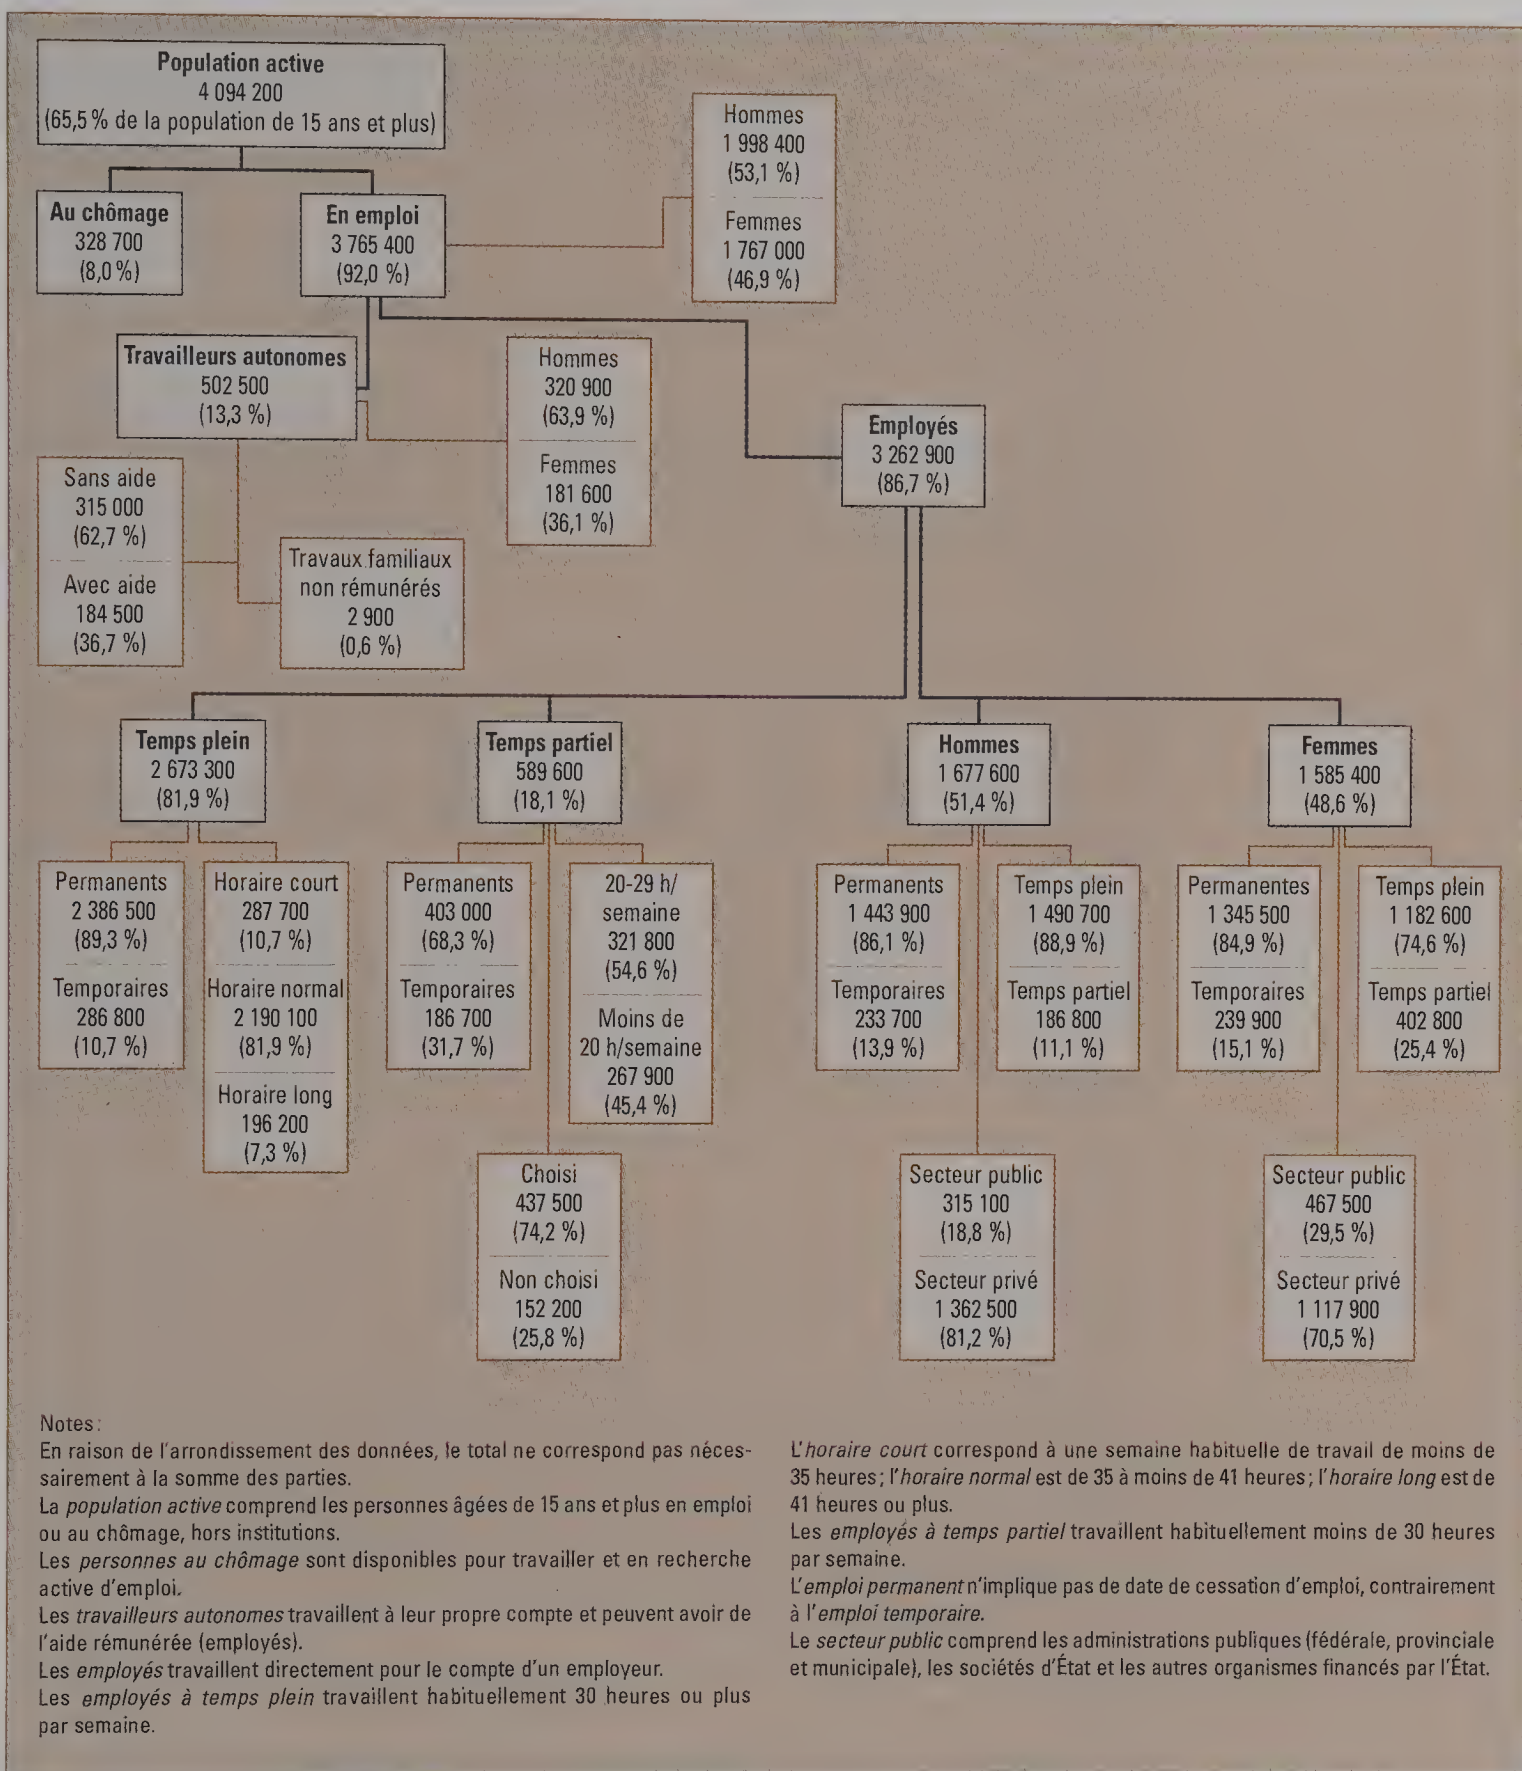 Population active
4 094 200
(65,5 % de la population de 15 ans et plus)
Hommes
1 998 400
(53,1 %)
Femmes
1 767 000
(46,9 %)
Au chômage
328 700
(8,0 %)
En emploi
3 765 400
(92,0 %)
Travailleurs autonomes
502 500
(13,3 %)
Hommes
320 900
(63,9 %)
Femmes
181 600
(36,1 %)
Employés
3 262 900
(86,7 %)
Sans aide
315 000
(62,7 %)
Avec aide
184 500
(36,7 %)
Travaux familiaux
non rémunérés
2 900
(0,6 %)
Temps plein
2 673 300
(81,9 %)
Temps partiel
589 600
(18,1 %)
Hommes
1 677 600
(51,4 %)
Femmes
1 585 400
(48,6 %)
Permanents
2 386 500
(89,3 %)
Temporaires
286 800
(10,7 %)
Horaire court
287 700
(10,7 %)
Horaire normal
2 190 100
(81,9 %)
Horaire long
196 200
(7,3 %)
Permanents
403 000
(68,3 %)
Temporaires
186 700
(31,7 %)
20-29 h/
semaine
321 800
(54,6 %)
Moins de
20 h/semaine
267 900
(45,4 %)
Choisi
437 500
(74,2 %)
Non choisi
152 200
(25,8 %)
Permanents
1 443 900
(86,1 %)
Temporaires
233 700
(13,9 %)
Temps plein
1 490 700
(88,9 %)
Temps partiel
186 800
(11,1 %)
Secteur public
315 100
(18,8 %)
Secteur privé
1 362 500
(81,2 %)
Permanentes
1 345 500
(84,9 %)
Temporaires
239 900
(15,1 %)
Temps plein
1 182 600
(74,6 %)
Temps partiel
402 800
(25,4 %)
Secteur public
467 500
(29,5 %)
Secteur privé
1 117 900
(70,5 %)
Notes :
En raison de l'arrondissement des données, le total ne correspond pas néces-
sairement à la somme des parties.
La population active comprend les personnes âgées de 15 ans et plus en emploi
ou au chômage, hors institutions.
Les personnes au chômage sont disponibles pour travailler et en recherche
active d'emploi.
Les travailleurs autonomes travaillent à leur propre compte et peuvent avoir de
l'aide rémunérée (employés).
Les employés travaillent directement pour le compte d'un employeur.
Les employés à temps plein travaillent habituellement 30 heures ou plus
par semaine.
L'horaire court correspond à une semaine habituelle de travail de moins de
35 heures ; l'horaire normal est de 35 à moins de 41 heures ; l'horaire long est de
41 heures ou plus.
Les employés à temps partiel travaillent habituellement moins de 30 heures
par semaine.
L'emploi permanent n'implique pas de date de cessation d'emploi, contrairement
à l'emploi temporaire.
Le secteur public comprend les administrations publiques (fédérale, provinciale
et municipale), les sociétés d'État et les autres organismes financés par l'État.